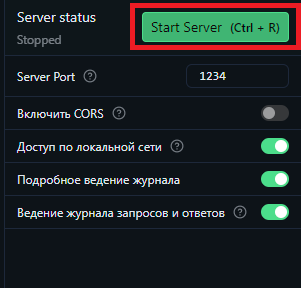 Server status
Stopped
Start Server (Ctrl + R)
Server Port ? 1234
Включить CORS ?
Доступ по локальной сети ?
Подробное ведение журнала
Ведение журнала запросов и ответов ?